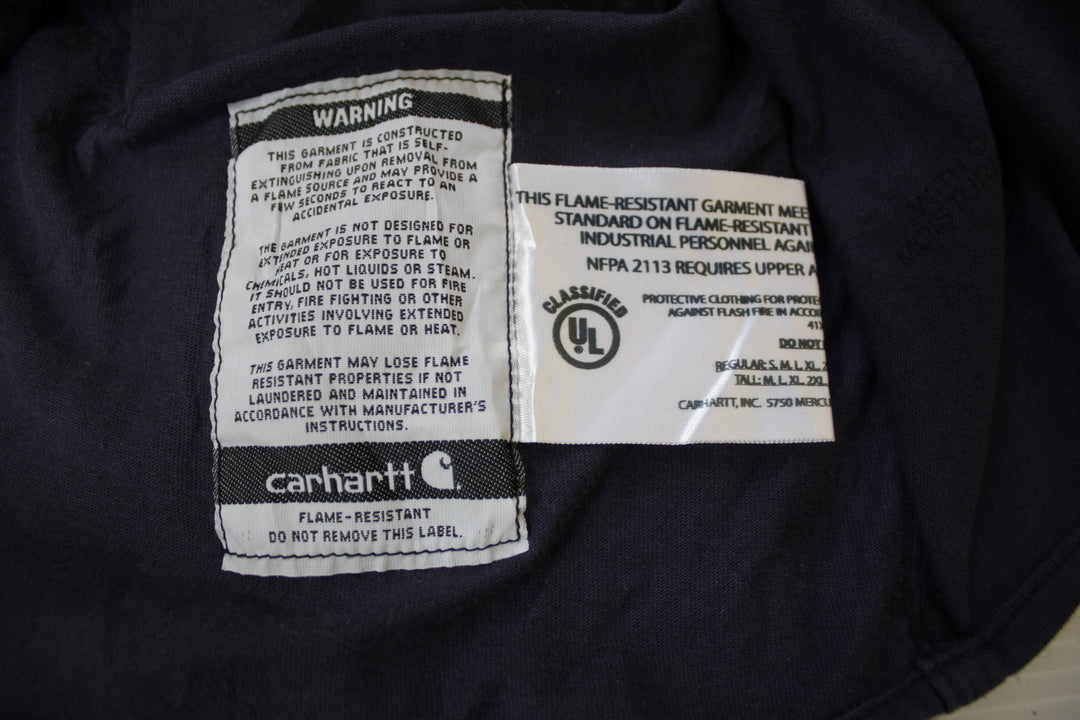 WARNING
THIS GARMENT IS CONSTRUCTED
FROM FABRIC THAT IS SELF-
EXTINGUISHING UPON REMOVAL FROM
A FLAME SOURCE AND MAY PROVIDE A
FEW SECONDS TO REACT TO AN
ACCIDENTAL EXPOSURE.
THE GARMENT IS NOT DESIGNED FOR
EXTENDED EXPOSURE TO FLAME OR
HEAT OR FOR EXPOSURE TO
CHEMICALS, HOT LIQUIDS OR STEAM.
IT SHOULD NOT BE USED FOR FIRE
ENTRY, FIRE FIGHTING OR OTHER
ACTIVITIES INVOLVING EXTENDED
EXPOSURE TO FLAME OR HEAT.
THIS GARMENT MAY LOSE FLAME
RESISTANT PROPERTIES IF NOT
LAUNDERED AND MAINTAINED IN
ACCORDANCE WITH MANUFACTURER'S
INSTRUCTIONS.
carhartt
FLAME-RESISTANT
DO NOT REMOVE THIS LABEL.
THIS FLAME-RESISTANT GARMENT MEE
STANDARD ON FLAME-RESISTANT
INDUSTRIAL PERSONNEL AGAI
NFPA 2113 REQUIRES UPPER A
CLASSIFIED
UL
PROTECTIVE CLOTHING FOR PROTE
AGAINST FLASH FIRE IN ACCOR
41
DO NOT
REGULAR: S, M, L, XL, 2
TALL: M, L, XL, 2XL,
CARHARTT, INC. 5750 MERCU